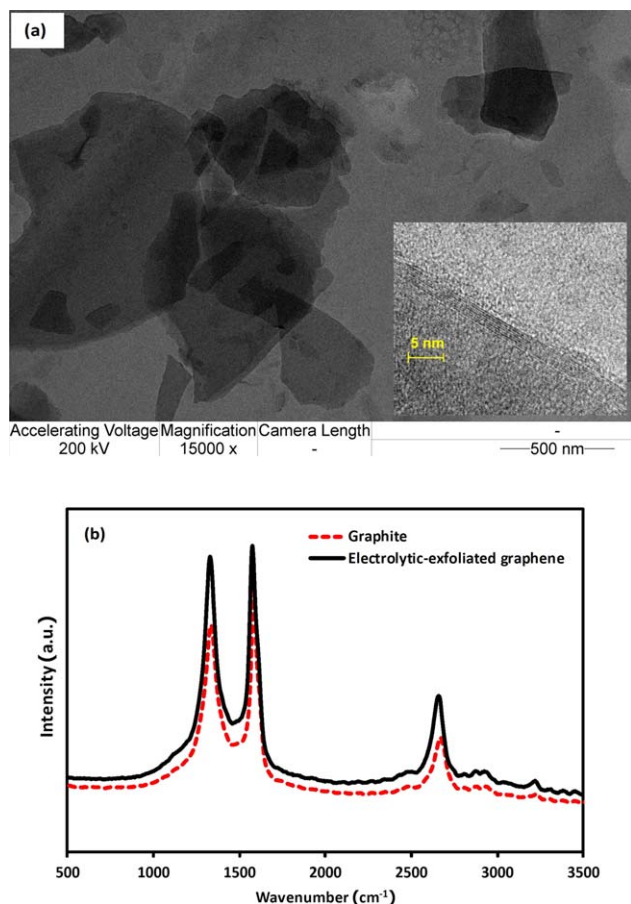 (a)
5 nm
Accelerating Voltage Magnification Camera Length -
200 kV 15000 x - 500 nm
(b)
Graphite
Electrolytic-exfoliated graphene
Intensity (a.u.)
500 1000 1500 2000 2500 3000 3500
Wavenumber (cm⁻¹)